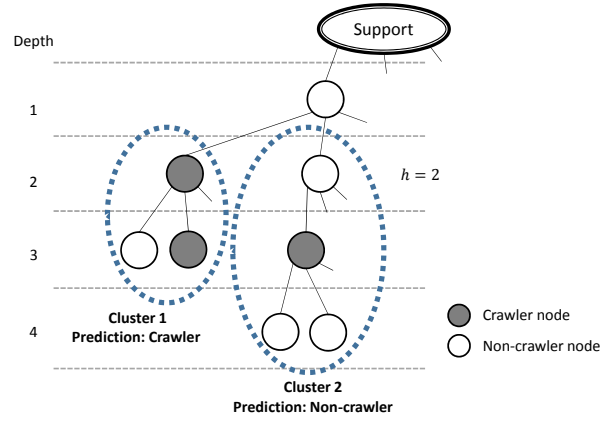 Support
Depth
1
2
h = 2
3
Cluster 1
Prediction: Crawler
4
Crawler node
Non-crawler node
Cluster 2
Prediction: Non-crawler